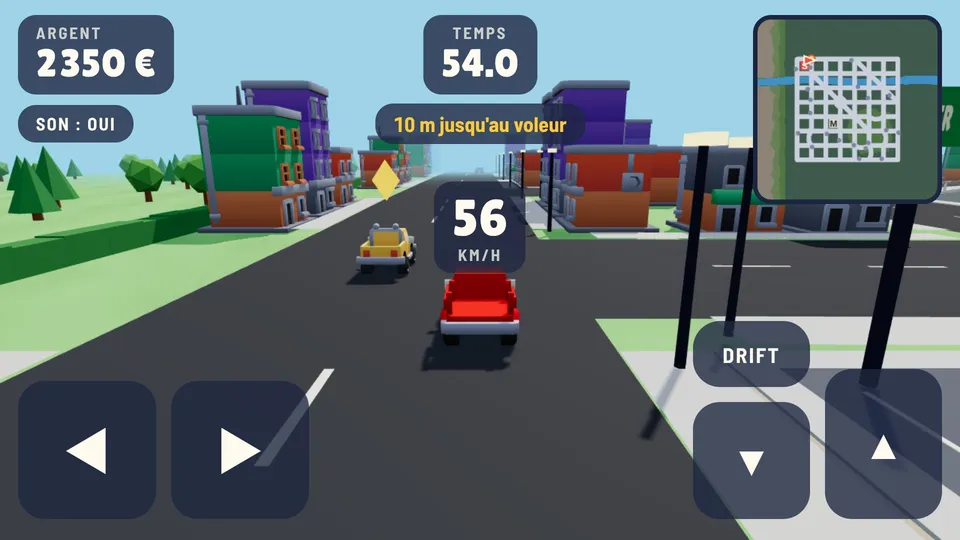 ARGENT
2350 €
TEMPS
54.0
SON : OUI
10 m jusqu'au voleur
M
R
56
KM/H
DRIFT